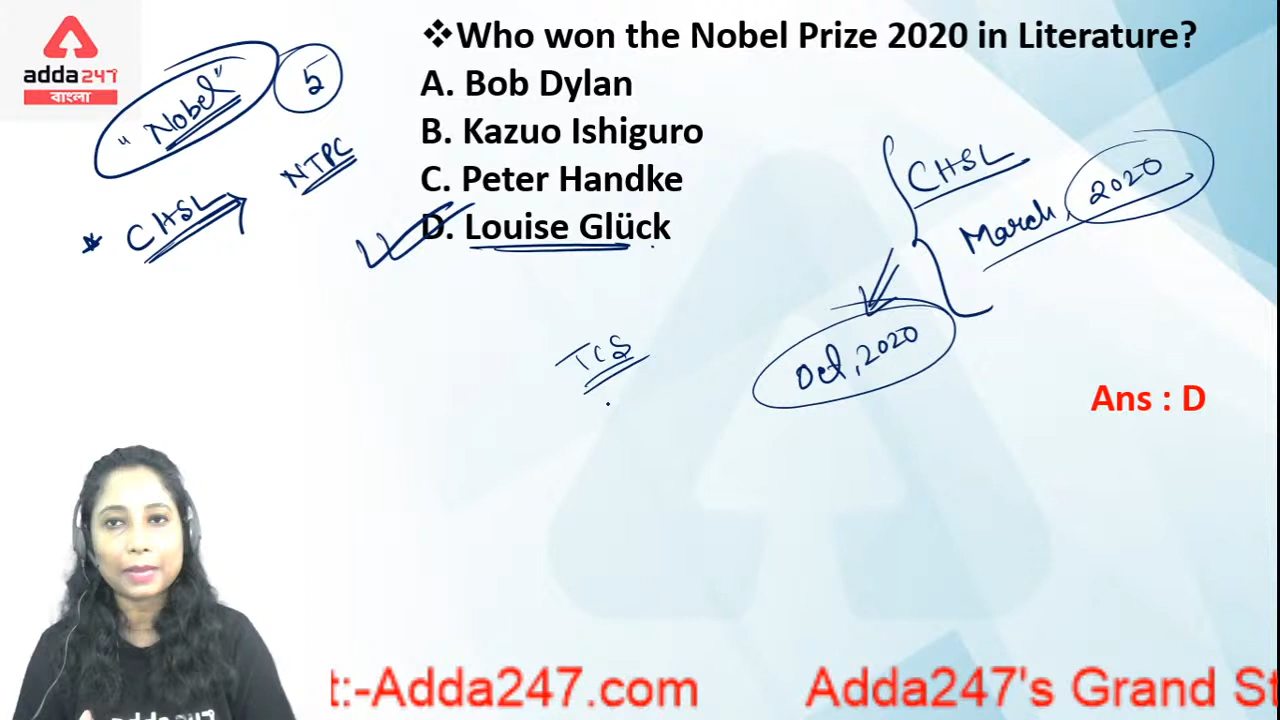 adda247
বাংলা
"Nobel"
5
CHSL
NTPC
❖Who won the Nobel Prize 2020 in Literature?
A. Bob Dylan
B. Kazuo Ishiguro
C. Peter Handke
D. Louise Glück
CHSL
March, 2020
Oct, 2020
TCS
Ans : D
adda247
t:-Adda247.com Adda247's Grand St